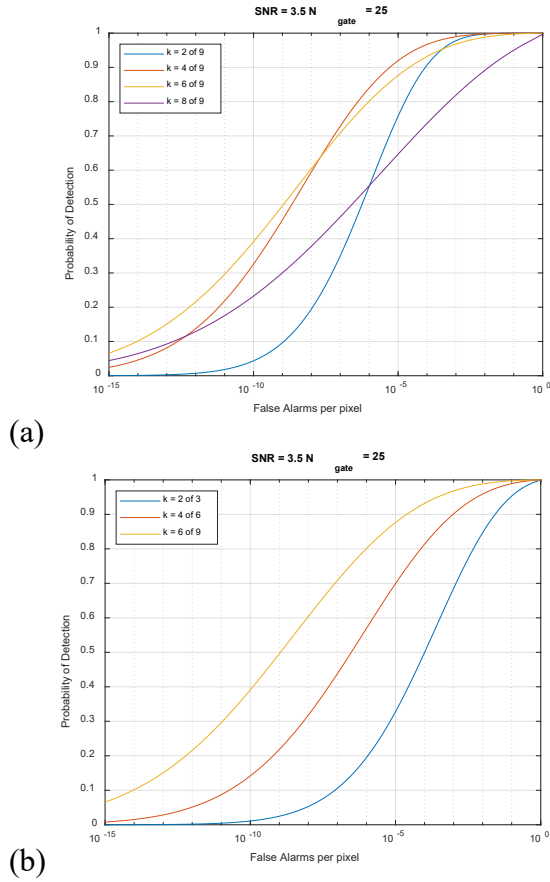 SNR = 3.5 N gate = 25
k = 2 of 9
k = 4 of 9
k = 6 of 9
k = 8 of 9
Probability of Detection
1
0.9
0.8
0.7
0.6
0.5
0.4
0.3
0.2
0.1
0
10 -15
10 -10
10 -5
10 0
False Alarms per pixel
(a)
SNR = 3.5 N gate = 25
k = 2 of 3
k = 4 of 6
k = 6 of 9
Probability of Detection
1
0.9
0.8
0.7
0.6
0.5
0.4
0.3
0.2
0.1
0
10 -15
10 -10
10 -5
10 0
False Alarms per pixel
(b)